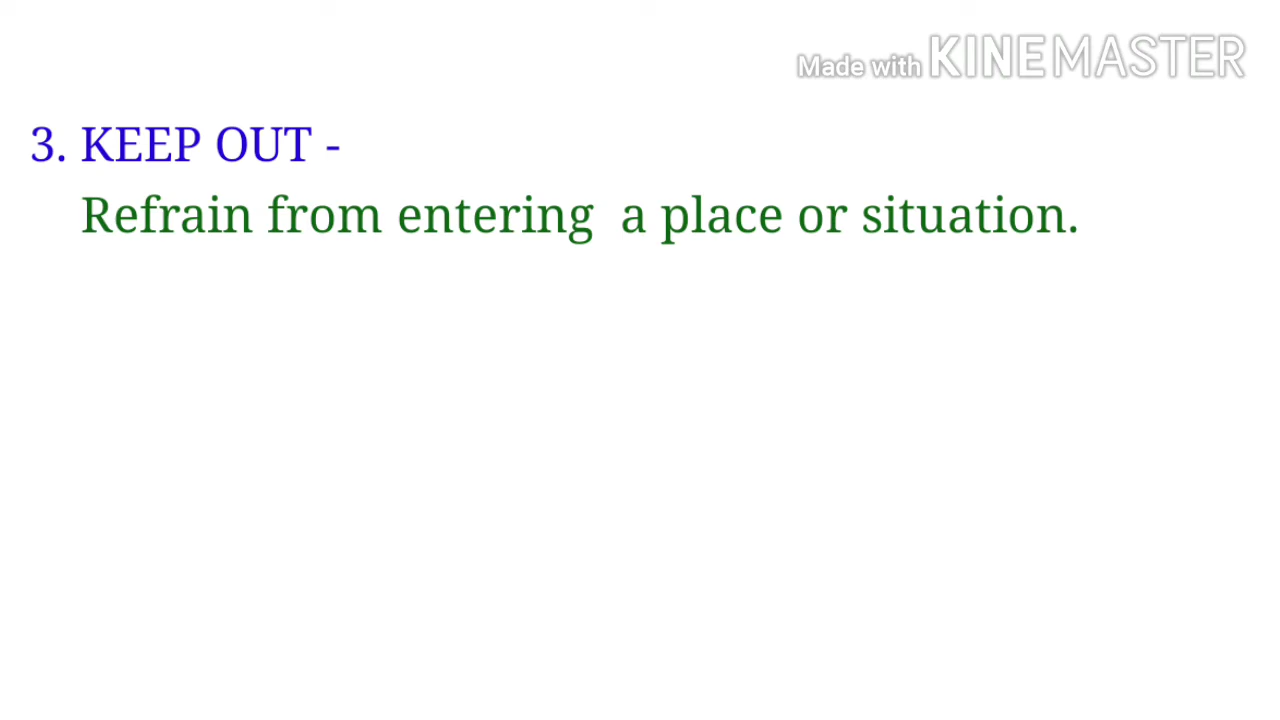 Made with KINEMASTER
3. KEEP OUT -
Refrain from entering  a place or situation.